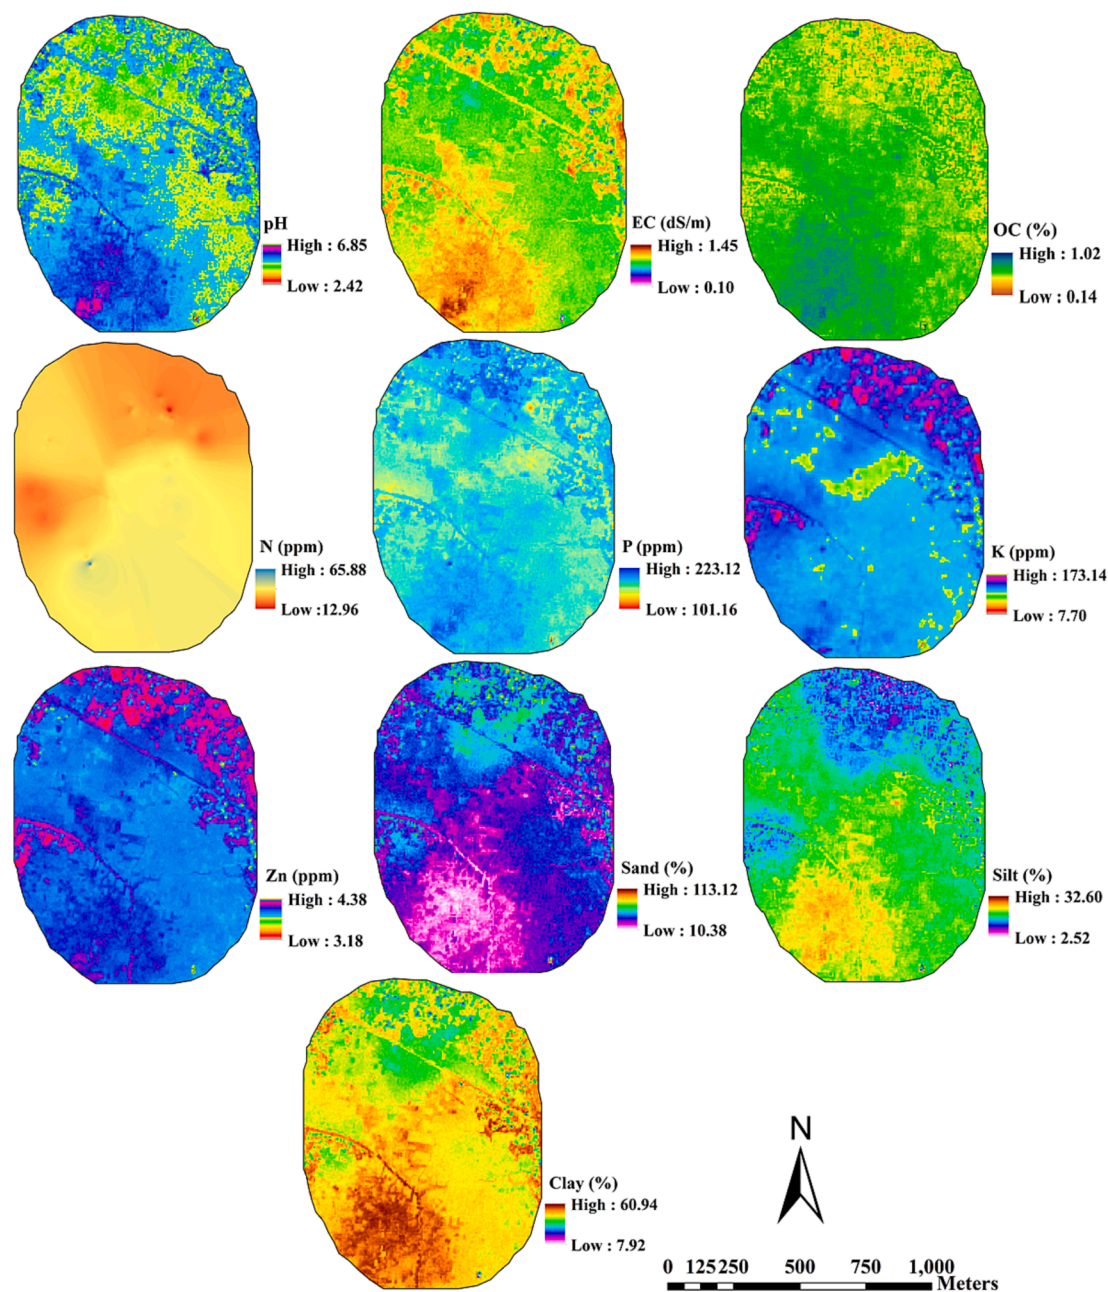 pH
High : 6.85
Low : 2.42
EC (dS/m)
High : 1.45
Low : 0.10
OC (%)
High : 1.02
Low : 0.14
N (ppm)
High : 65.88
Low :12.96
P (ppm)
High : 223.12
Low : 101.16
K (ppm)
High : 173.14
Low : 7.70
Zn (ppm)
High : 4.38
Low : 3.18
Sand (%)
High : 113.12
Low : 10.38
Silt (%)
High : 32.60
Low : 2.52
Clay (%)
High : 60.94
Low : 7.92
N
0 125 250 500 750 1,000
Meters